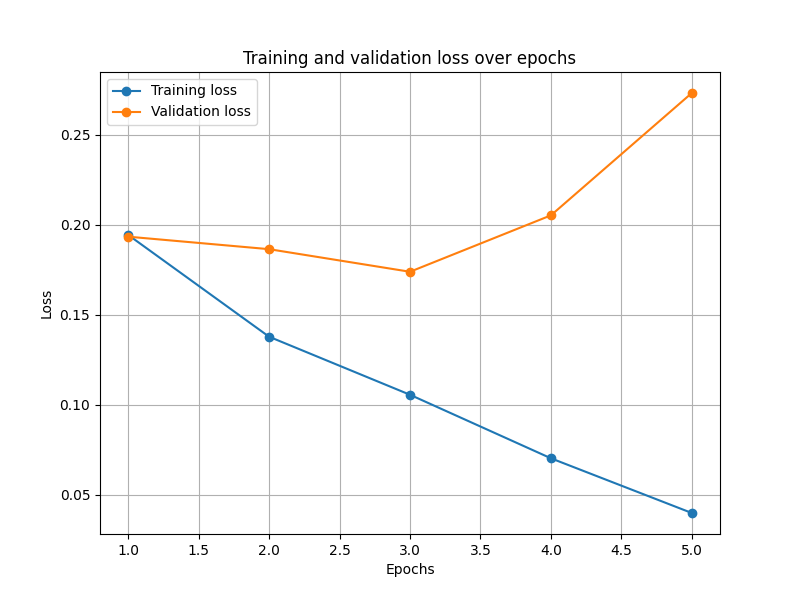 Training and validation loss over epochs
Training loss
Validation loss
0.25
0.20
0.15
0.10
0.05
Loss
1.0 1.5 2.0 2.5 3.0 3.5 4.0 4.5 5.0
Epochs